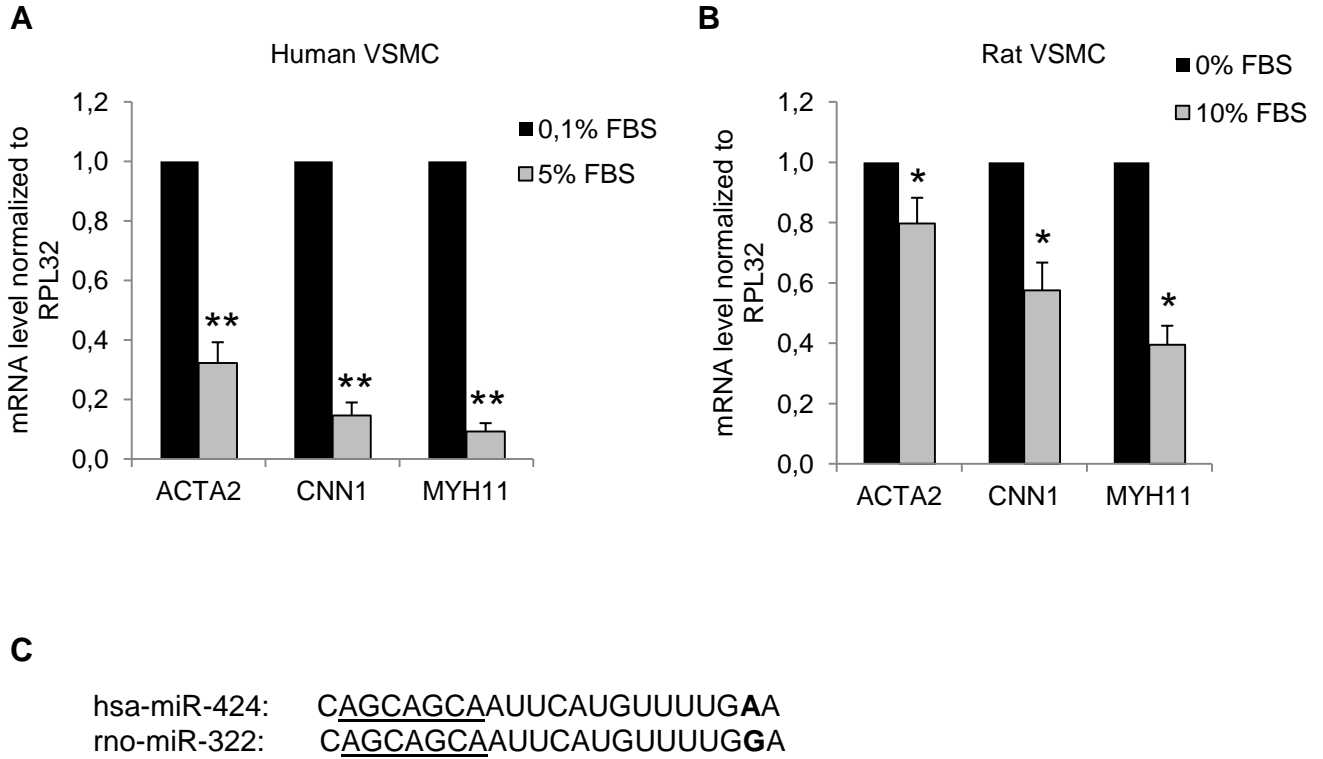 A
Human VSMC
mRNA level normalized to
RPL32
1,2
1,0
0,8
0,6
0,4
0,2
0,0
0,1% FBS
5% FBS
**
**
**
ACTA2 CNN1 MYH11
B
Rat VSMC
mRNA level normalized to
RPL32
1,2
1,0
0,8
0,6
0,4
0,2
0,0
0% FBS
10% FBS
*
*
*
ACTA2 CNN1 MYH11
C
hsa-miR-424: CAGCAGCAAUUCAUGUUUUGAA
rno-miR-322: CAGCAGCAAUUCAUGUUUUGGA